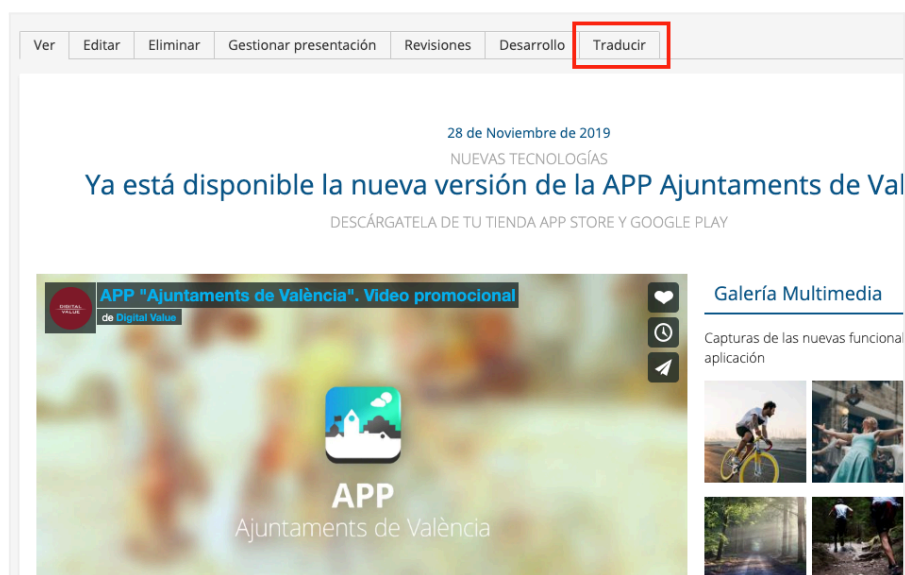 Ver Editar Eliminar Gestionar presentación Revisiones Desarrollo Traducir
28 de Noviembre de 2019
NUEVAS TECNOLOGÍAS
Ya está disponible la nueva versión de la APP Ajuntaments de Val
DESCÁRGATELA DE TU TIENDA APP STORE Y GOOGLE PLAY
DIGITAL
VALUE
APP "Ajuntaments de València". Video promocional
de Digital Value
APP
Ajuntaments de València
Galería Multimedia
Capturas de las nuevas funcional
aplicación